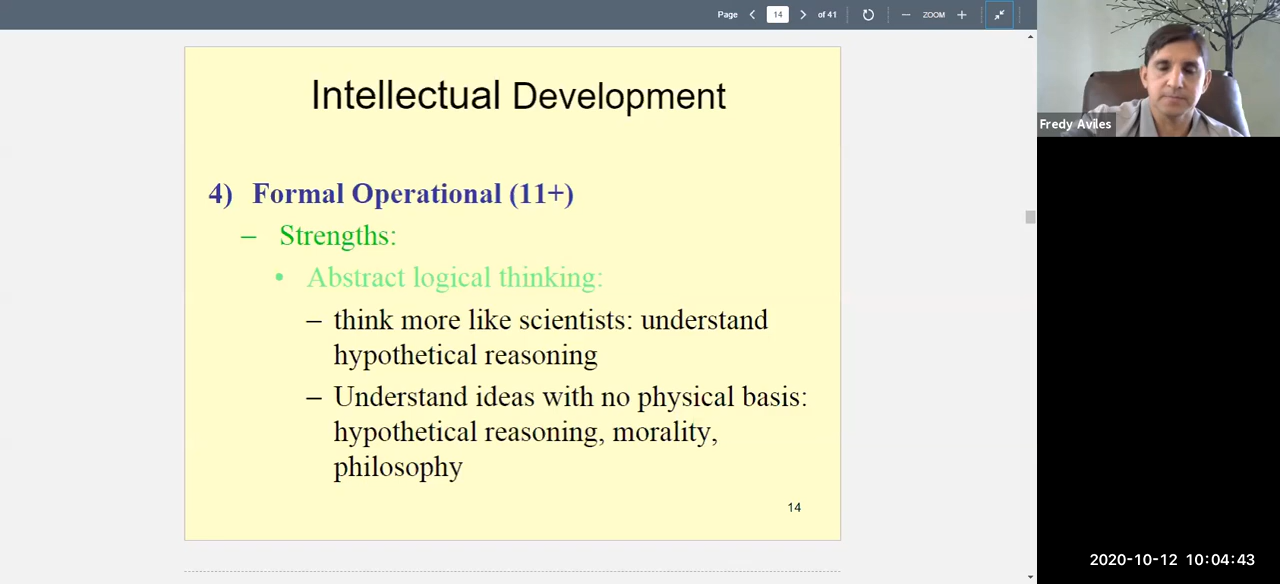 Page 14 of 41 ZOOM
Intellectual Development
4) Formal Operational (11+)
– Strengths:
• Abstract logical thinking:
– think more like scientists: understand
hypothetical reasoning
– Understand ideas with no physical basis:
hypothetical reasoning, morality,
philosophy
14
Fredy Aviles
2020-10-12 10:04:43